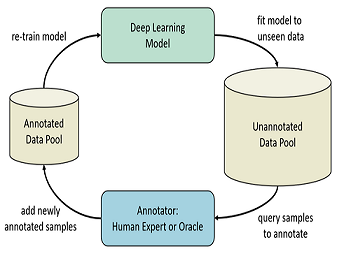 Deep Learning
Model
re-train model
fit model to
unseen data
Annotated
Data Pool
Unannotated
Data Pool
add newly
annotated samples
Annotator:
Human Expert or Oracle
query samples
to annotate